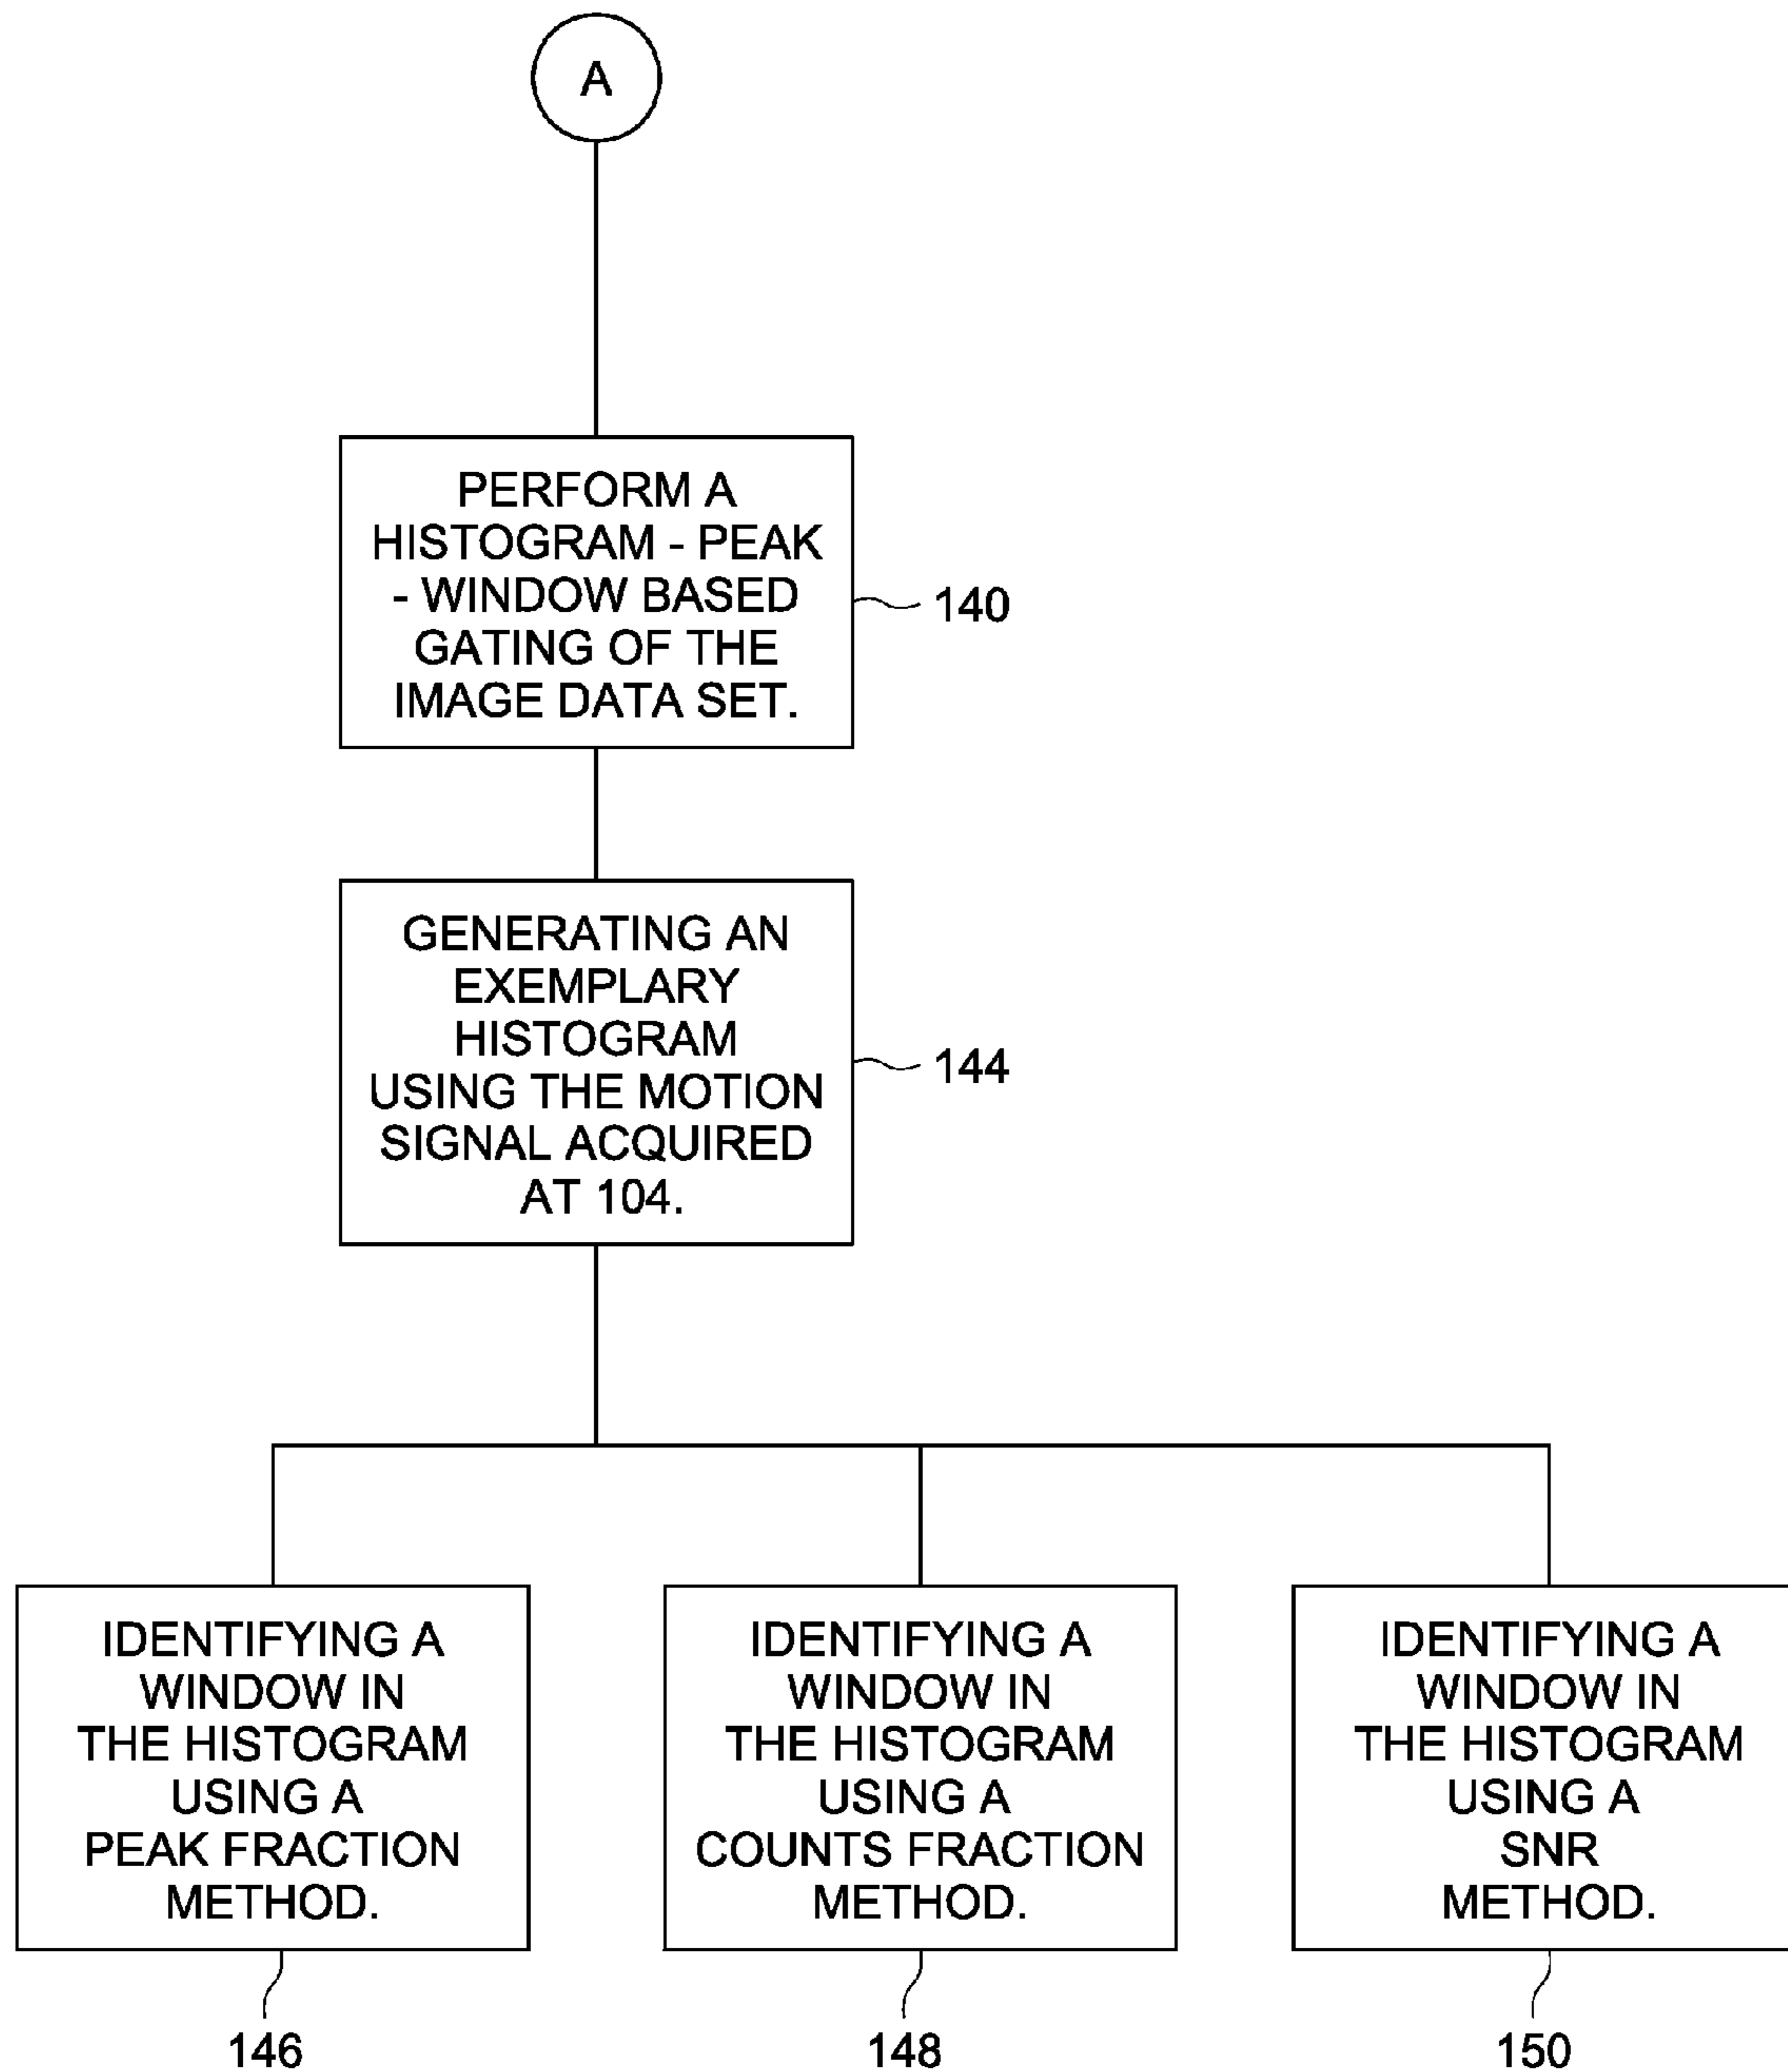 A
PERFORM A
HISTOGRAM - PEAK
- WINDOW BASED
GATING OF THE
IMAGE DATA SET.
140
GENERATING AN
EXEMPLARY
HISTOGRAM
USING THE MOTION
SIGNAL ACQUIRED
AT 104.
144
IDENTIFYING A
WINDOW IN
THE HISTOGRAM
USING A
PEAK FRACTION
METHOD.
146
IDENTIFYING A
WINDOW IN
THE HISTOGRAM
USING A
COUNTS FRACTION
METHOD.
148
IDENTIFYING A
WINDOW IN
THE HISTOGRAM
USING A
SNR
METHOD.
150